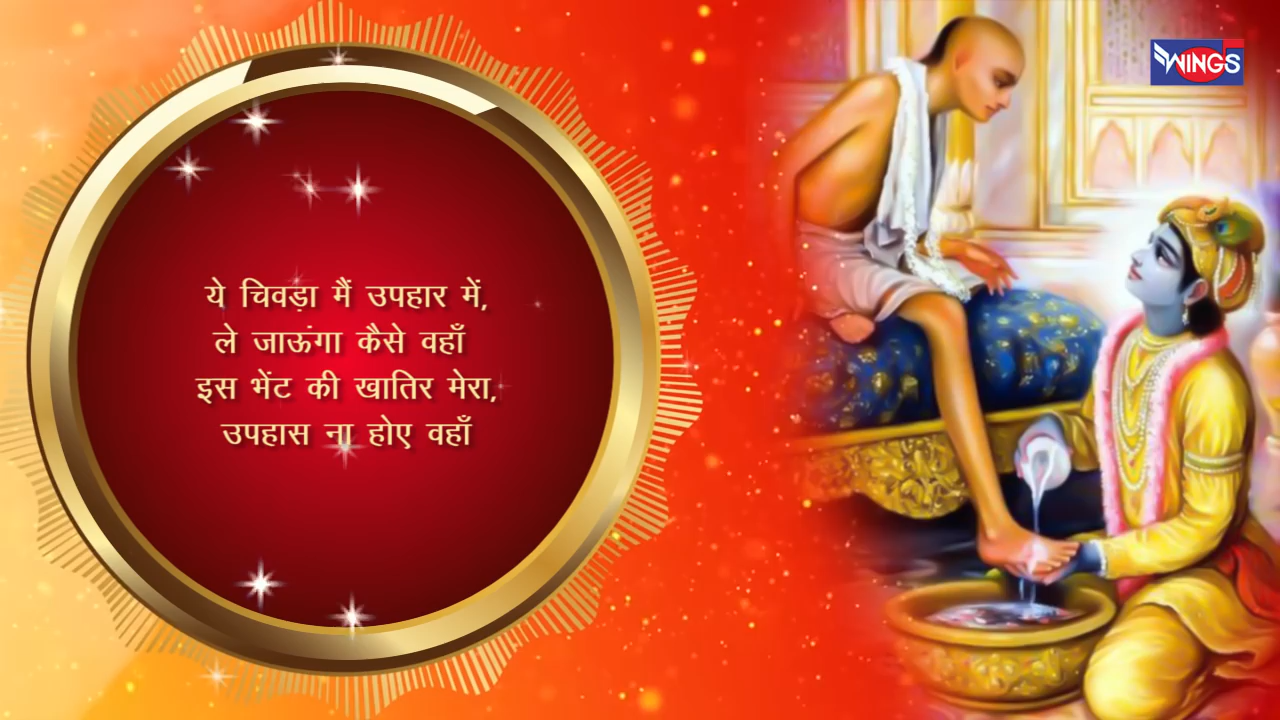 ये चिवड़ा मैं उपहार में,
ले जाऊंगा कैसे वहाँ
इस भेंट की खातिर मेरा,
उपहास ना होए वहाँ
WINGS